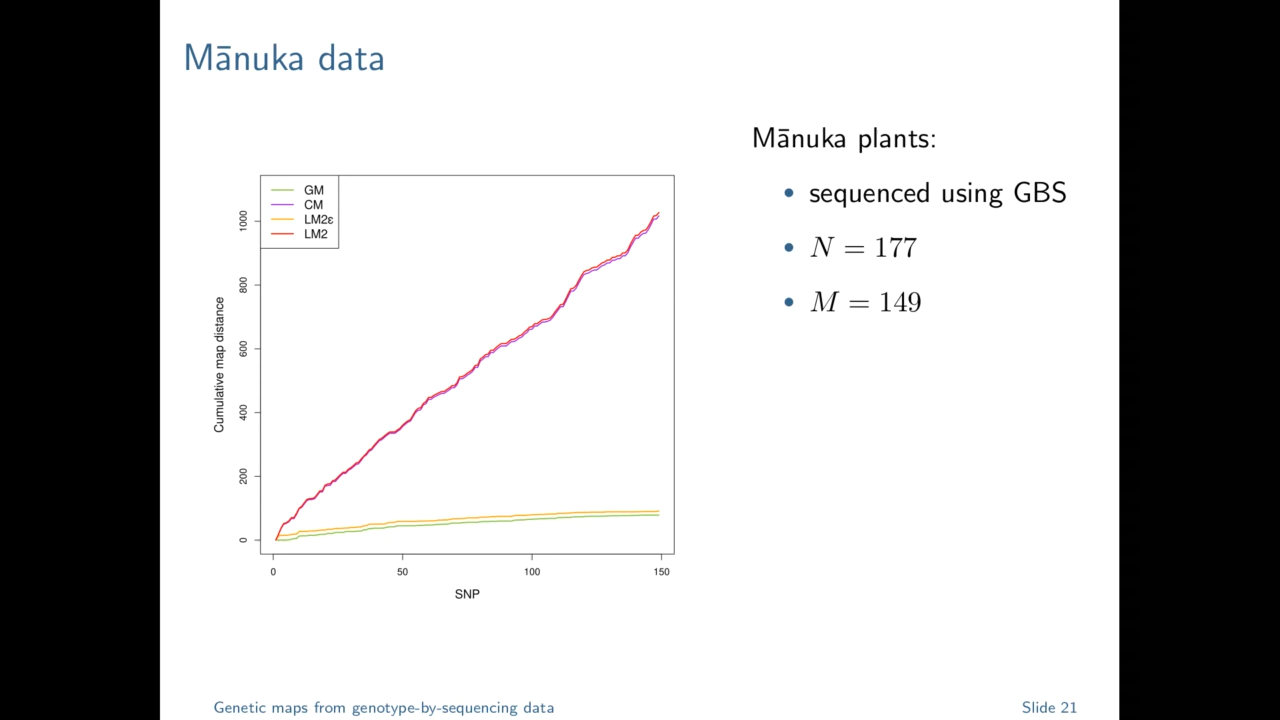 Mānuka data
Mānuka plants:
• sequenced using GBS
• N = 177
• M = 149
GM
CM
LM2ε
LM2
Cumulative map distance
1000
800
600
400
200
0
0 50 100 150
SNP
Genetic maps from genotype-by-sequencing data
Slide 21